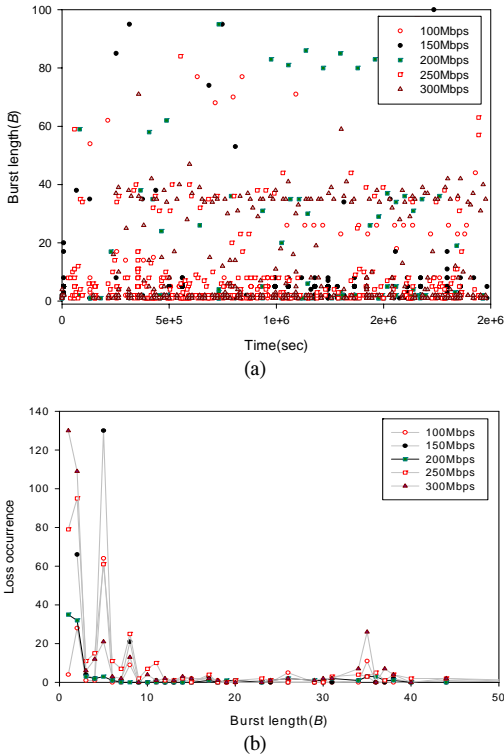 100
80
60
40
20
0
Burst length(B)
100Mbps
150Mbps
200Mbps
250Mbps
300Mbps
0
5e+5
1e+6
2e+6
2e+6
Time(sec)
(a)
140
120
100
80
60
40
20
0
Loss occurrence
100Mbps
150Mbps
200Mbps
250Mbps
300Mbps
0
10
20
30
40
50
Burst length(B)
(b)